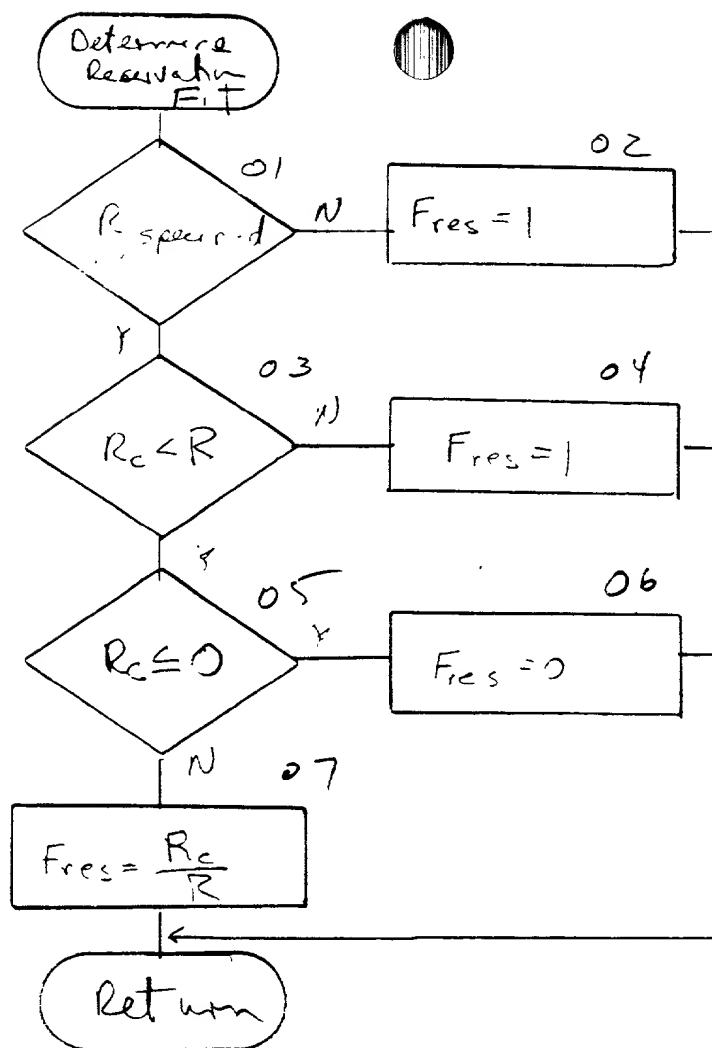 Determine
Reservation
FIT
01
R specified
N
02
Fres = 1
Y
03
Rc < R
N
04
Fres = 1
Y
05
Rc ≤ 0
Y
06
Fres = 0
N
07
Fres = Rc/R
Return